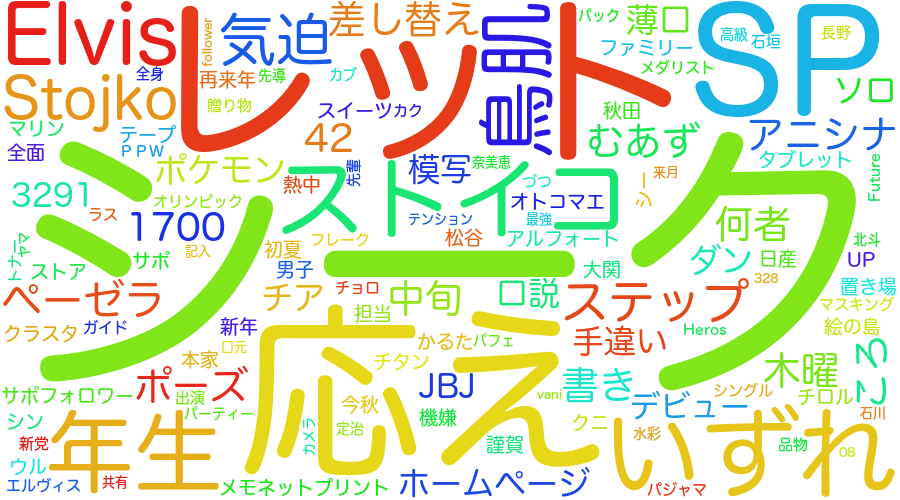 Elvis
Stojko
レット
シーク
応え
SP
ストイコ
鳥肌
気迫
差し替え
薄口
パック
ファミリー
メダリスト
高級
石垣
長野
follower
全身
先導
再来年
贈り物
カブ
スイーツ
カク
ソロ
マリン
テープ
PPW
全面
42
模写
奈美恵
秋田
むあず
アニシナ
タブレット
Future
ポケモン
先輩
熱中
オリンピック
3291
ラス
1700
づつ
オトコマエ
テンション
最強
シー
来月
何者
北斗
ヤマ
トナー
ストア
サポ
記入
初夏
フレーク
松谷
アルフォート
ダン
日産
UP
男子
大関
328
置き場
マスキング
ペーゼラ
チア
チョロ
中旬
口説
ステップ
絵の島
クラスタ
ガイド
新年
担当
Heros
手違い
本家
口元
かるた
パフェ
チタン
木曜
ころ
サポフォロワー
ポーズ
出演
JBJ
書き
vani
シングル
チロル
デビュー
石川
シン
パーティー
今秋
機嫌
クニ
カメラ
定治
謹賀
水彩
品物
08
新党
年生
いずれ
ウル
エルヴィス
共有
メモネットプリント
ホームページ
パジャマ